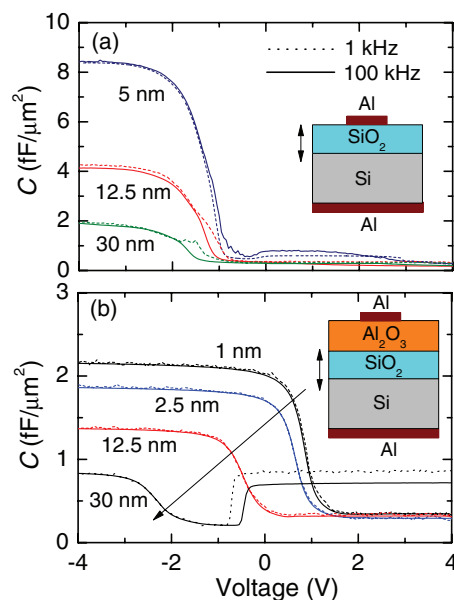 (a)
1 kHz
100 kHz
5 nm
12.5 nm
30 nm
Al
SiO2
Si
Al
10
8
6
4
2
0
C (fF/μm²)
(b)
1 nm
2.5 nm
12.5 nm
30 nm
Al
Al2O3
SiO2
Si
Al
3
2
1
0
C (fF/μm²)
-4 -2 0 2 4
Voltage (V)